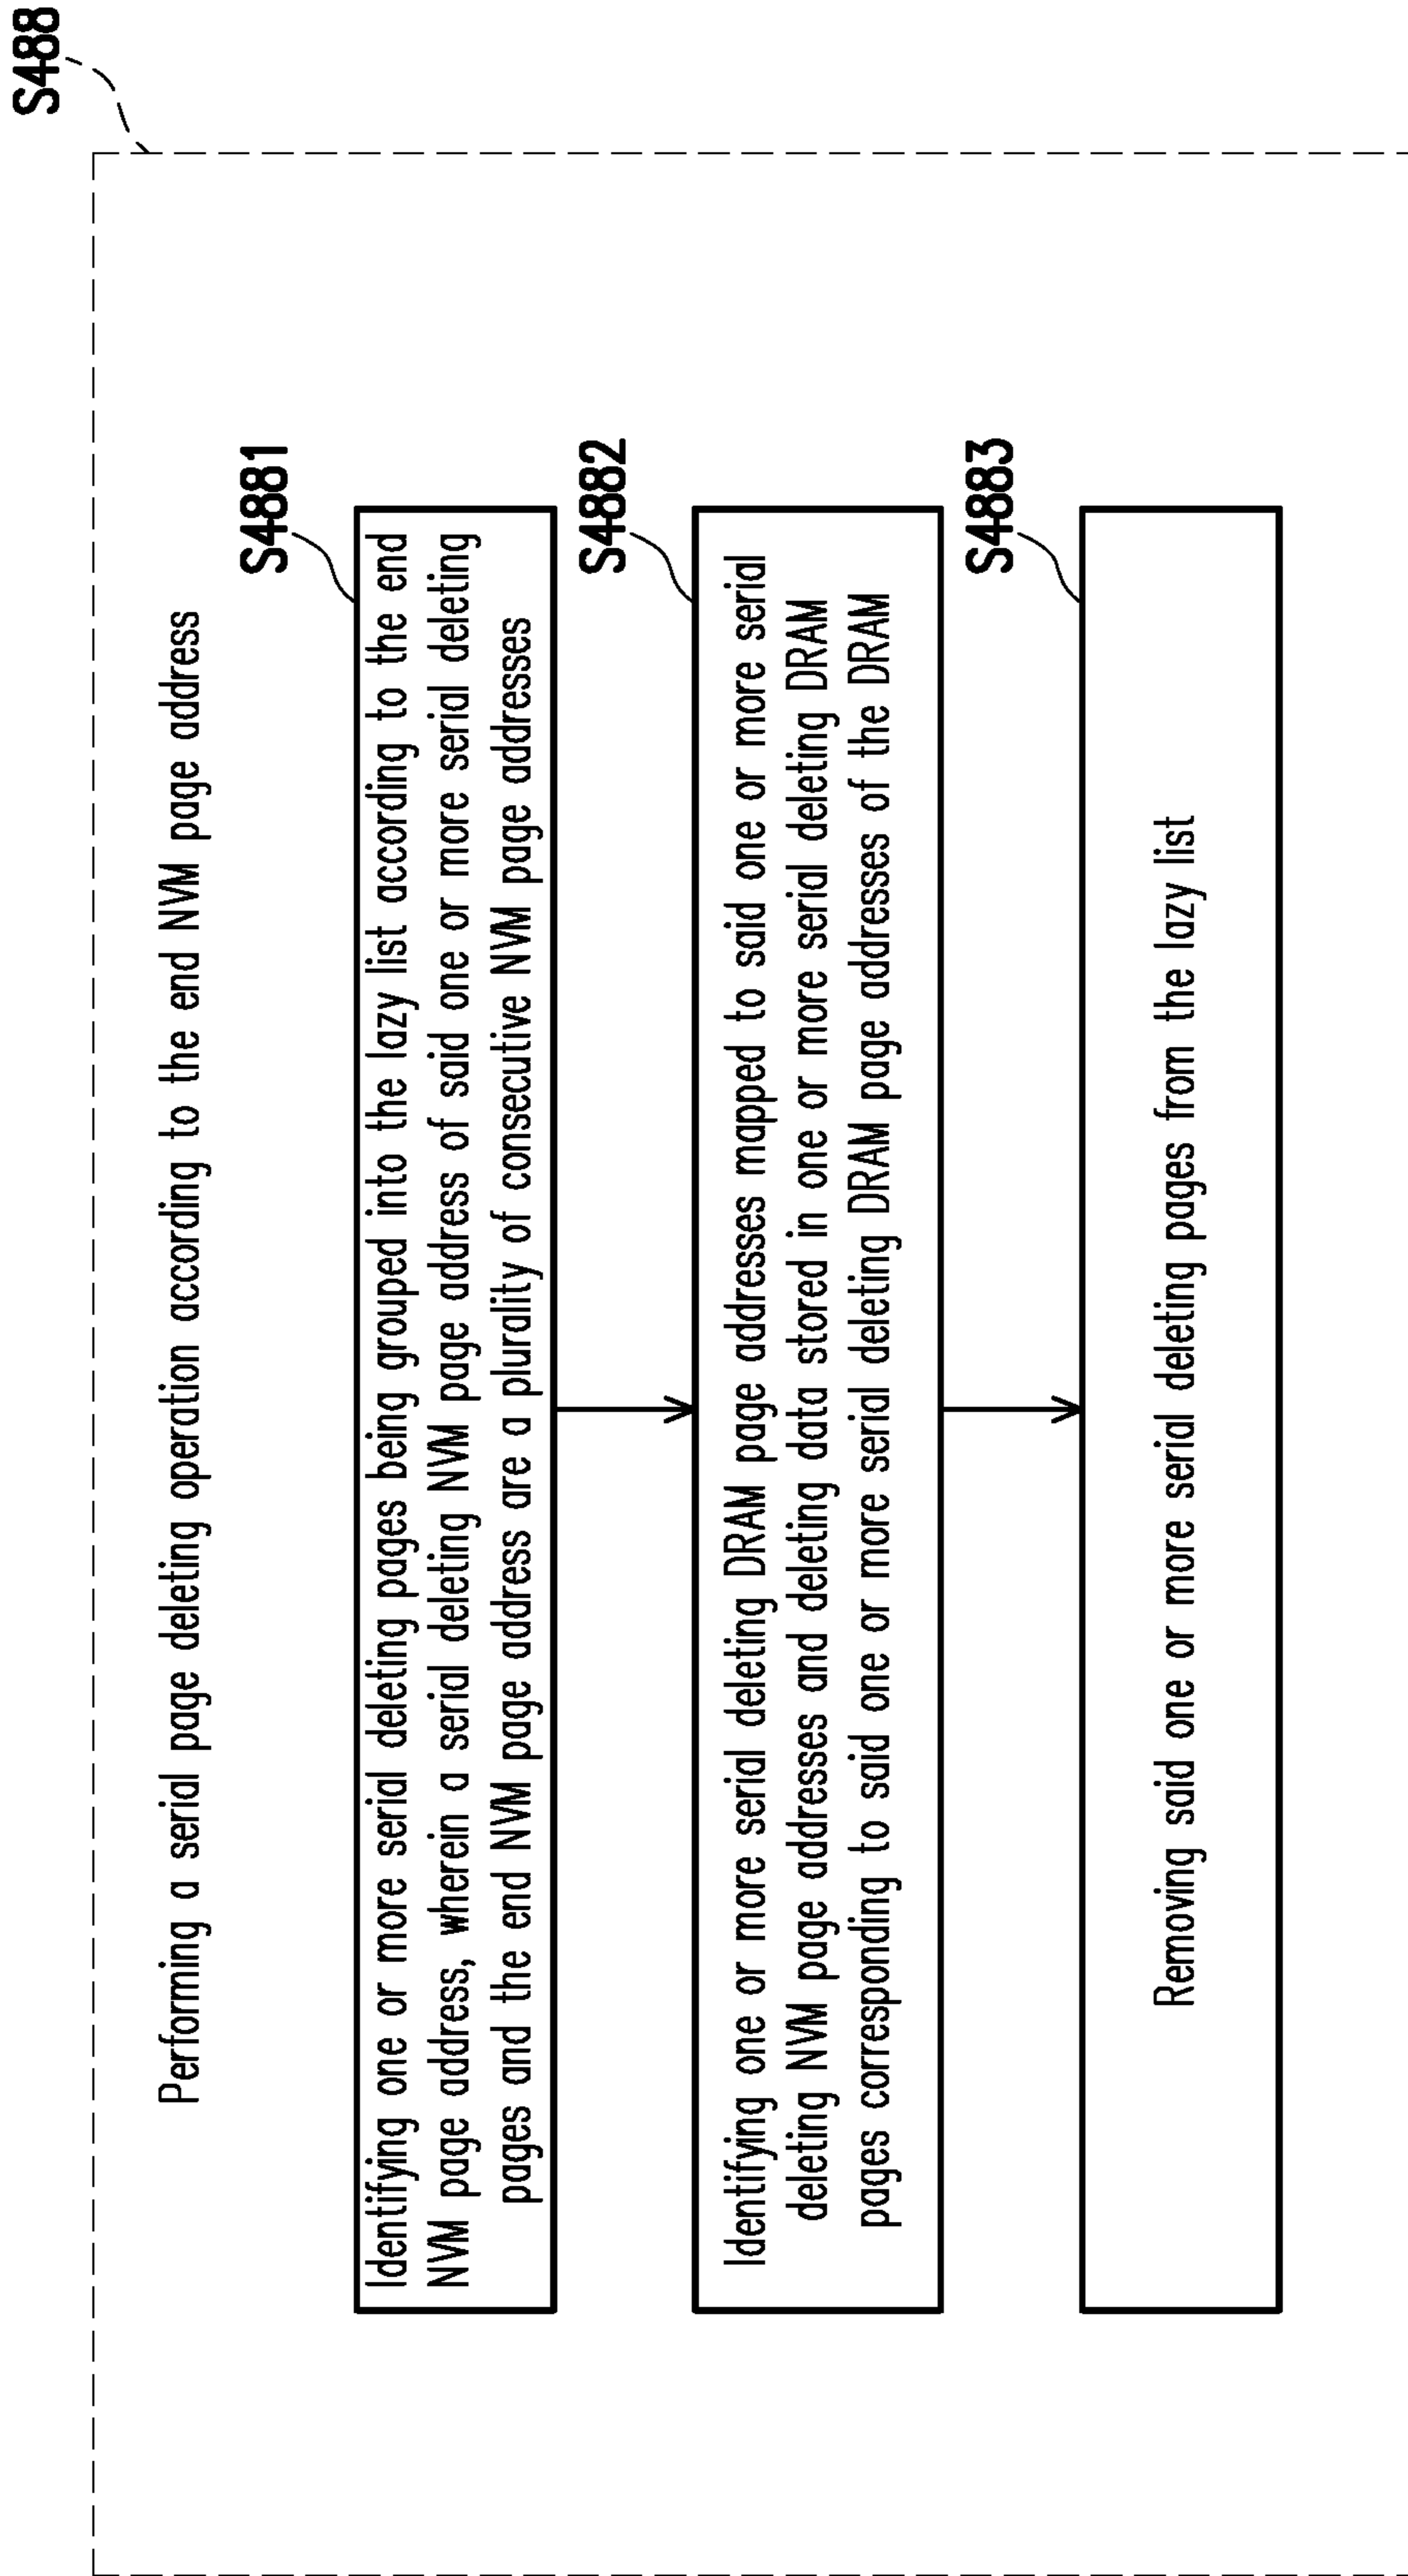 S488
Performing a serial page deleting operation according to the end NVM page address
S4881
Identifying one or more serial deleting pages being grouped into the lazy list according to the end
NVM page address, wherein a serial deleting NVM page address of said one or more serial deleting
pages and the end NVM page address are a plurality of consecutive NVM page addresses
S4882
Identifying one or more serial deleting DRAM page addresses mapped to said one or more serial
deleting NVM page addresses and deleting data stored in one or more serial deleting DRAM
pages corresponding to said one or more serial deleting DRAM page addresses of the DRAM
S4883
Removing said one or more serial deleting pages from the lazy list